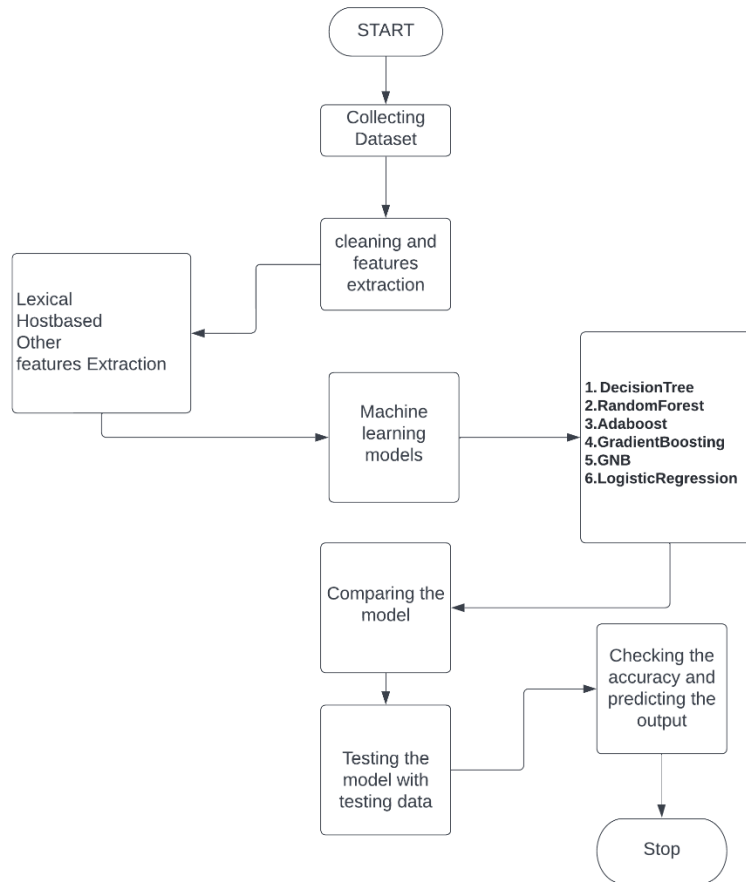 START
Collecting
Dataset
cleaning and
features
extraction
Lexical
Hostbased
Other
features Extraction
Machine
learning
models
1. DecisionTree
2.RandomForest
3.Adaboost
4.GradientBoosting
5.GNB
6.LogisticRegression
Comparing the
model
Testing the
model with
testing data
Checking the
accuracy and
predicting the
output
Stop